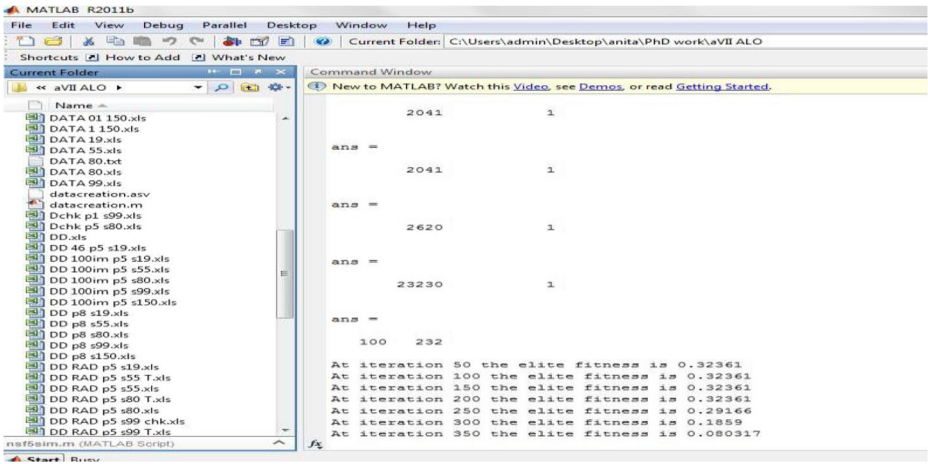 MATLAB R2011b
File Edit View Debug Parallel Desktop Window Help
Current Folder: C:\Users\admin\Desktop\anita\PhD work\aVII ALO
Shortcuts How to Add What's New
Current Folder
« aVII ALO
Name
DATA 01 150.xls
DATA 1 150.xls
DATA 19.xls
DATA 55.xls
DATA 80.txt
DATA 80.xls
DATA 99.xls
datacreation.asv
datacreation.m
Dchk p1 s99.xls
Dchk p5 s80.xls
DD.xls
DD 46 p5 s19.xls
DD 100im p5 s19.xls
DD 100im p5 s55.xls
DD 100im p5 s80.xls
DD 100im p5 s99.xls
DD 100im p5 s150.xls
DD p8 s19.xls
DD p8 s55.xls
DD p8 s80.xls
DD p8 s99.xls
DD p8 s150.xls
DD RAD p5 s19.xls
DD RAD p5 s55 T.xls
DD RAD p5 s55.xls
DD RAD p5 s80 T.xls
DD RAD p5 s80.xls
DD RAD p5 s99 chk.xls
DD RAD p5 s99 T.xls
nsf5sim.m (MATLAB Script)
Command Window
New to MATLAB? Watch this Video, see Demos, or read Getting Started.
2041 1
ans =
2041 1
ans =
2620 1
ans =
23230 1
ans =
100 232
At iteration 50 the elite fitness is 0.32361
At iteration 100 the elite fitness is 0.32361
At iteration 150 the elite fitness is 0.32361
At iteration 200 the elite fitness is 0.32361
At iteration 250 the elite fitness is 0.29166
At iteration 300 the elite fitness is 0.1859
At iteration 350 the elite fitness is 0.080317
fx
Start Busy